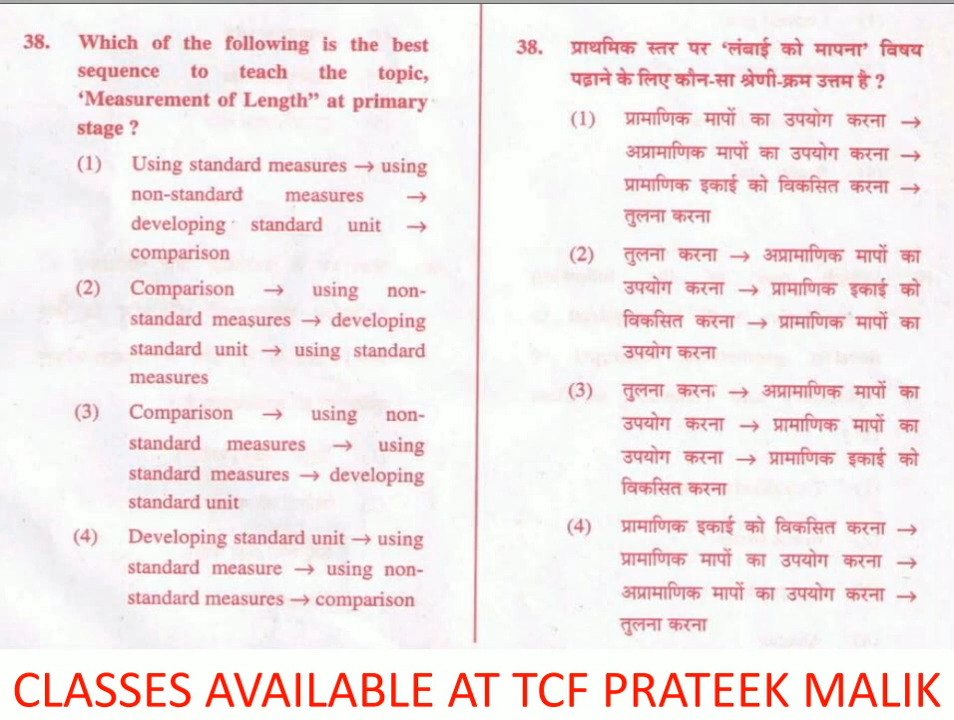 38. Which of the following is the best
sequence to teach the topic,
‘Measurement of Length” at primary
stage ?
(1) Using standard measures → using
non-standard measures →
developing standard unit →
comparison
(2) Comparison → using non-
standard measures → developing
standard unit → using standard
measures
(3) Comparison → using non-
standard measures → using
standard measures → developing
standard unit
(4) Developing standard unit → using
standard measure → using non-
standard measures → comparison
38. प्राथमिक स्तर पर ‘लंबाई को मापना’ विषय
पढ़ाने के लिए कौन-सा श्रेणी-क्रम उत्तम है ?
(1) प्रामाणिक मापों का उपयोग करना →
अप्रामाणिक मापों का उपयोग करना →
प्रामाणिक इकाई को विकसित करना →
तुलना करना
(2) तुलना करना → अप्रामाणिक मापों का
उपयोग करना → प्रामाणिक इकाई को
विकसित करना → प्रामाणिक मापों का
उपयोग करना
(3) तुलना करना → अप्रामाणिक मापों का
उपयोग करना → प्रामाणिक मापों का
उपयोग करना → प्रामाणिक इकाई को
विकसित करना
(4) प्रामाणिक इकाई को विकसित करना →
प्रामाणिक मापों का उपयोग करना →
अप्रामाणिक मापों का उपयोग करना →
तुलना करना
CLASSES AVAILABLE AT TCF PRATEEK MALIK